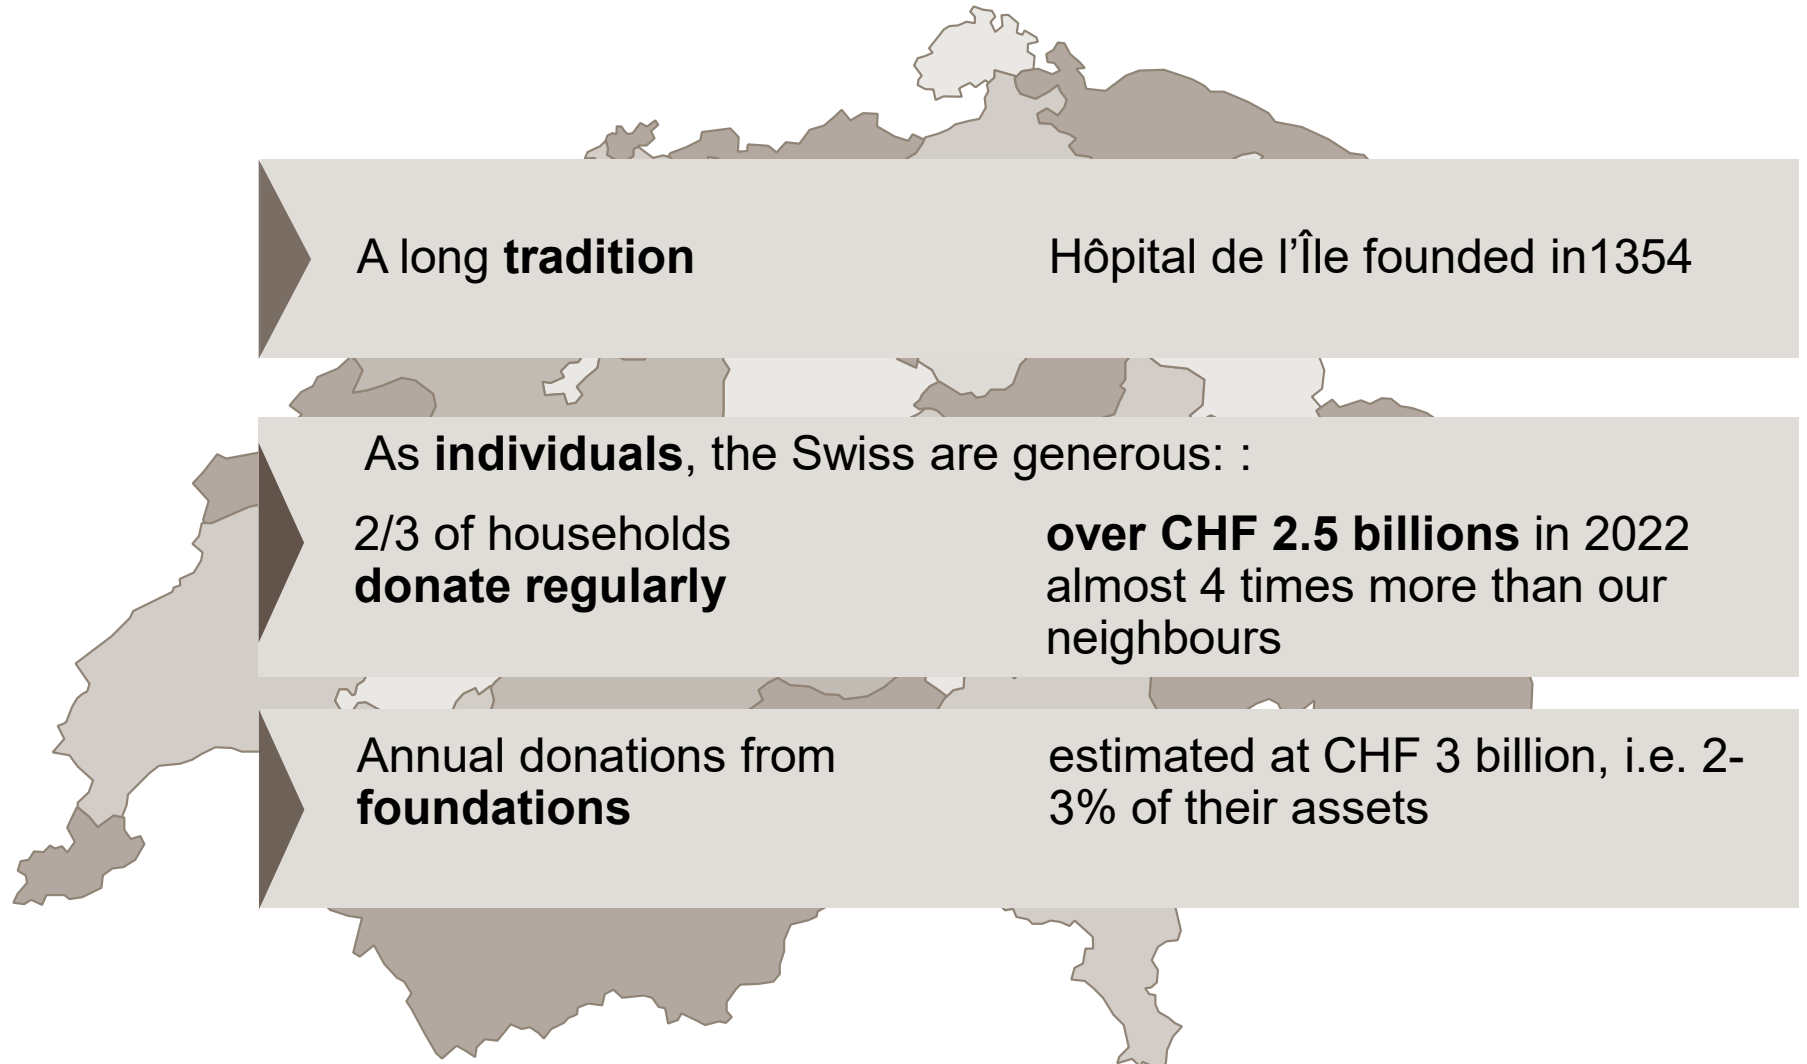 A long tradition
Hôpital de l’Île founded in1354
As individuals, the Swiss are generous: :
2/3 of households
donate regularly
over CHF 2.5 billions in 2022
almost 4 times more than our
neighbours
Annual donations from
foundations
estimated at CHF 3 billion, i.e. 2-
3% of their assets